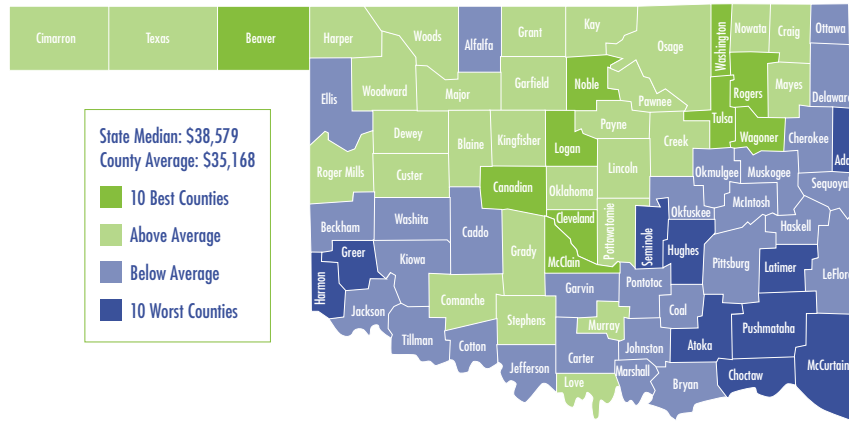 Cimarron
Texas
Beaver
Harper
Woods
Alfalfa
Grant
Kay
Osage
Washington
Nowata
Craig
Ottawa
Ellis
Woodward
Major
Garfield
Noble
Pawnee
Tulsa
Rogers
Mayes
Delaware
State Median: $38,579
County Average: $35,168
10 Best Counties
Above Average
Below Average
10 Worst Counties
Dewey
Blaine
Kingfisher
Logan
Payne
Creek
Wagoner
Cherokee
Ada
Roger Mills
Custer
Canadian
Oklahoma
Lincoln
Okmulgee
Muskogee
Sequoya
Beckham
Washita
Caddo
Grady
Cleveland
McClain
Pottawatomie
Seminole
Okfuskee
Hughes
McIntosh
Haskell
Harmon
Greer
Kiowa
Jackson
Comanche
Stephens
Garvin
Pontotoc
Pittsburg
Latimer
LeFlor
Tillman
Cotton
Jefferson
Murray
Carter
Johnston
Coal
Atoka
Pushmataha
Love
Marshall
Bryan
Choctaw
McCurtain